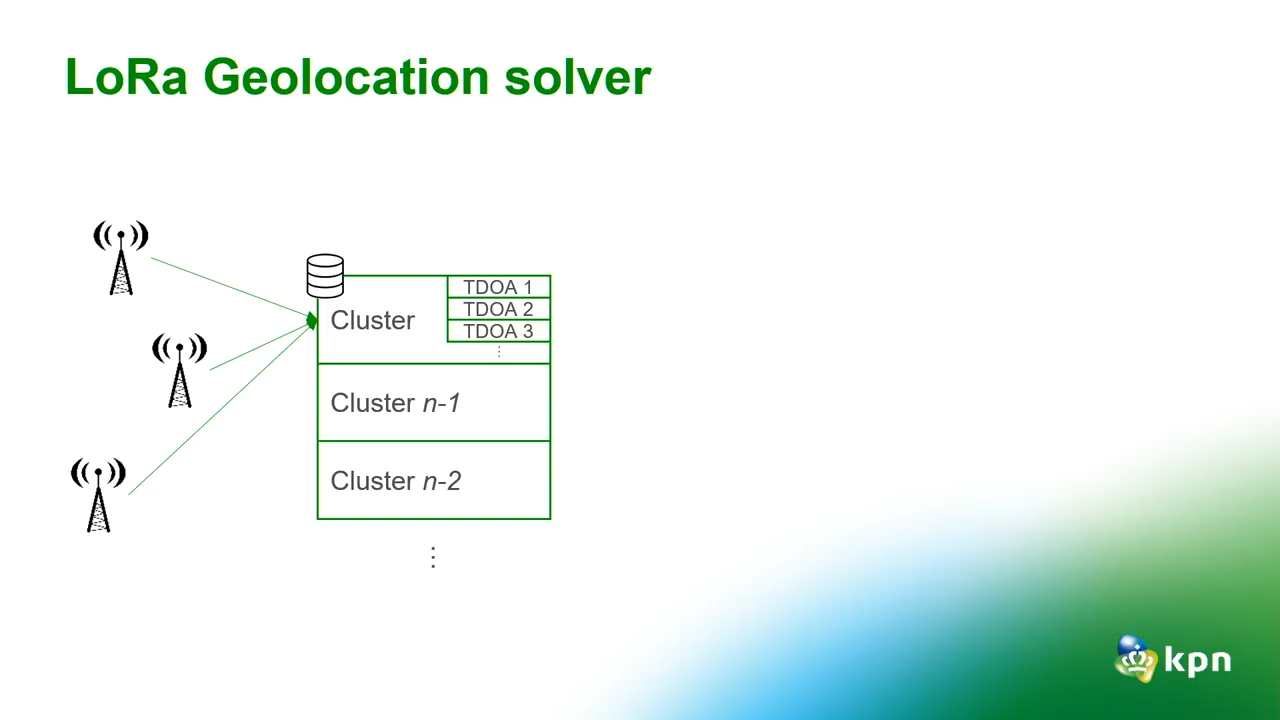 LoRa Geolocation solver
Cluster
TDOA 1
TDOA 2
TDOA 3
⋮
Cluster n-1
Cluster n-2
⋮
kpn